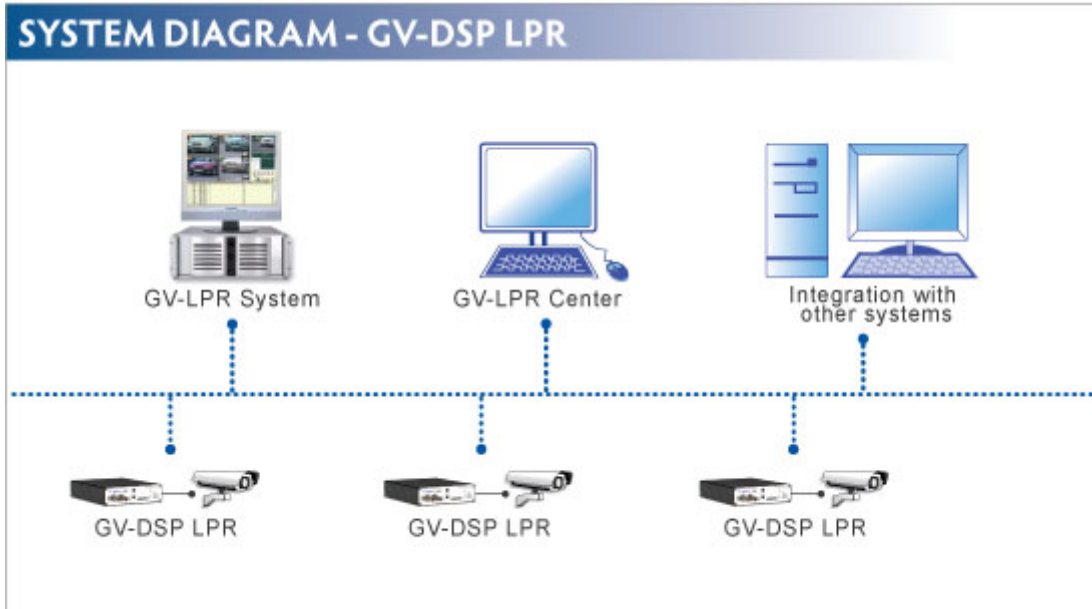 SYSTEM DIAGRAM - GV-DSP LPR
GV-LPR System
GV-LPR Center
Integration with
other systems
GV-DSP LPR
GV-DSP LPR
GV-DSP LPR